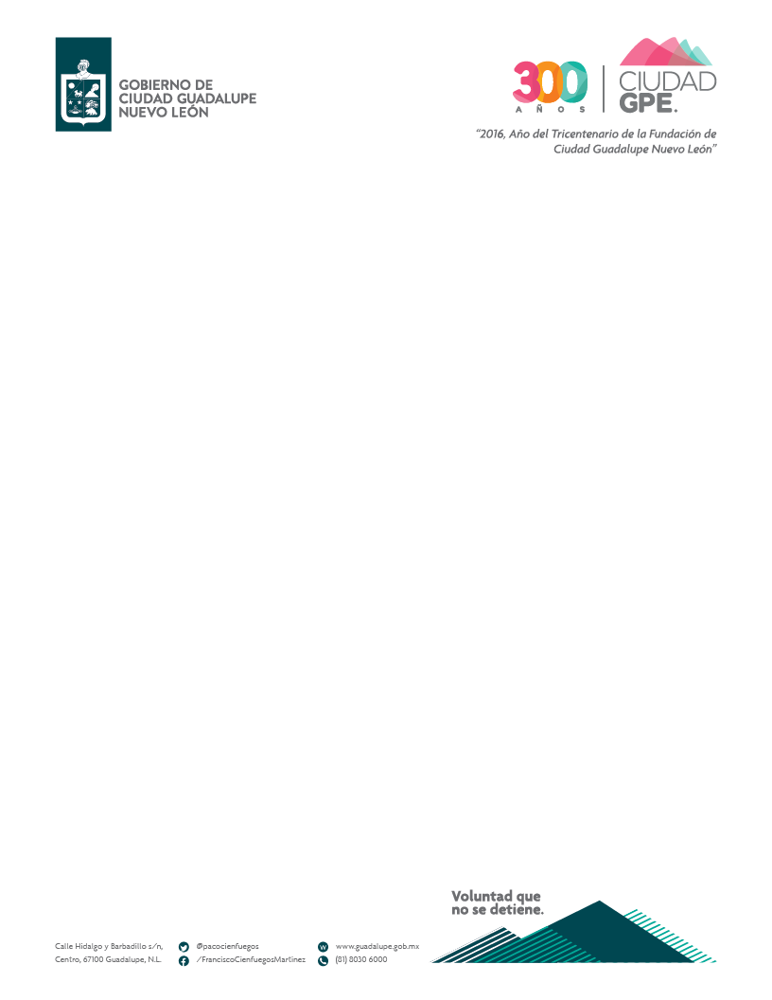 GOBIERNO DE
CIUDAD GUADALUPE
NUEVO LEÓN
300
AÑOS
CIUDAD
GPE.
“2016, Año del Tricentenario de la Fundación de
Ciudad Guadalupe Nuevo León”
Voluntad que
no se detiene.
Calle Hidalgo y Barbadillo s/n,
Centro, 67100 Guadalupe, N.L.
@pacocienfuegos
/FranciscoCienfuegosMartinez
w www.guadalupe.gob.mx
(81) 8030 6000